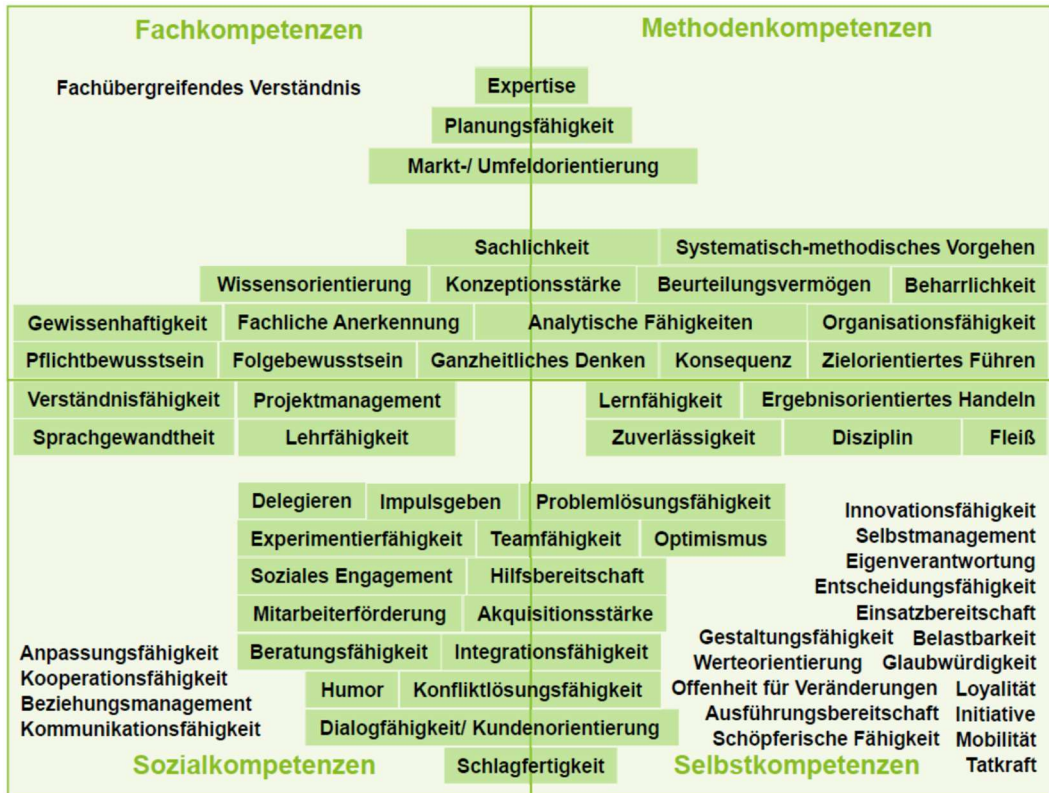 Fachkompetenzen Methodenkompetenzen
Fachübergreifendes Verständnis Expertise
Planungsfähigkeit
Markt-/ Umfeldorientierung
Sachlichkeit Systematisch-methodisches Vorgehen
Wissensorientierung Konzeptionsstärke Beurteilungsvermögen Beharrlichkeit
Gewissenhaftigkeit Fachliche Anerkennung Analytische Fähigkeiten Organisationsfähigkeit
Pflichtbewusstsein Folgebewusstsein Ganzheitliches Denken Konsequenz Zielorientiertes Führen
Verständnisfähigkeit Projektmanagement Lernfähigkeit Ergebnisorientiertes Handeln
Sprachgewandtheit Lehrfähigkeit Zuverlässigkeit Disziplin Fleiß
Delegieren Impulsgeben Problemlösungsfähigkeit
Experimentierfähigkeit Teamfähigkeit Optimismus
Soziales Engagement Hilfsbereitschaft
Mitarbeiterförderung Akquisitionsstärke
Beratungsfähigkeit Integrationsfähigkeit
Humor Konfliktlösungsfähigkeit
Dialogfähigkeit/ Kundenorientierung
Schlagfertigkeit
Anpassungsfähigkeit
Kooperationsfähigkeit
Beziehungsmanagement
Kommunikationsfähigkeit
Innovationsfähigkeit
Selbstmanagement
Eigenverantwortung
Entscheidungsfähigkeit
Einsatzbereitschaft
Gestaltungsfähigkeit Belastbarkeit
Werteorientierung Glaubwürdigkeit
Offenheit für Veränderungen Loyalität
Ausführungsbereitschaft Initiative
Schöpferische Fähigkeit Mobilität
Tatkraft
Sozialkompetenzen Selbstkompetenzen